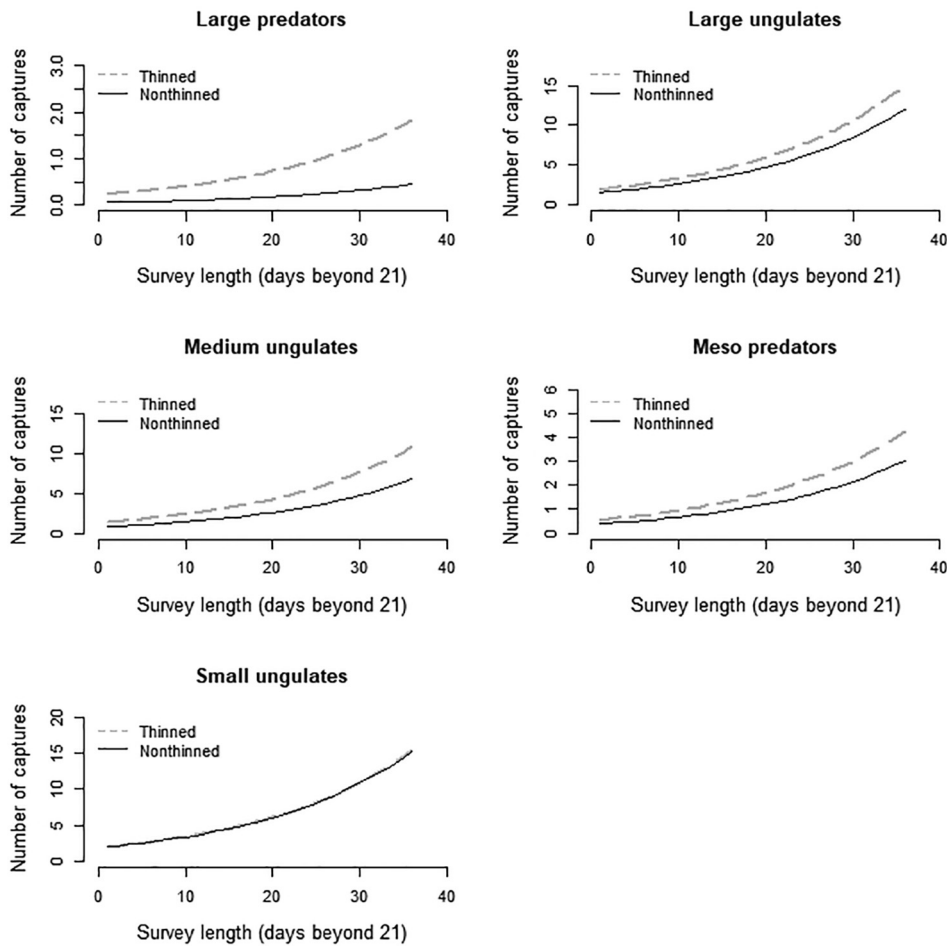 Large predators
Number of captures
3.0
2.0
1.0
0.0
Thinned
Nonthinned
0 10 20 30 40
Survey length (days beyond 21)
Large ungulates
Number of captures
15
10
5
0
Thinned
Nonthinned
0 10 20 30 40
Survey length (days beyond 21)
Medium ungulates
Number of captures
15
10
5
0
Thinned
Nonthinned
0 10 20 30 40
Survey length (days beyond 21)
Meso predators
Number of captures
6
5
4
3
2
1
0
Thinned
Nonthinned
0 10 20 30 40
Survey length (days beyond 21)
Small ungulates
Number of captures
20
15
10
5
0
Thinned
Nonthinned
0 10 20 30 40
Survey length (days beyond 21)